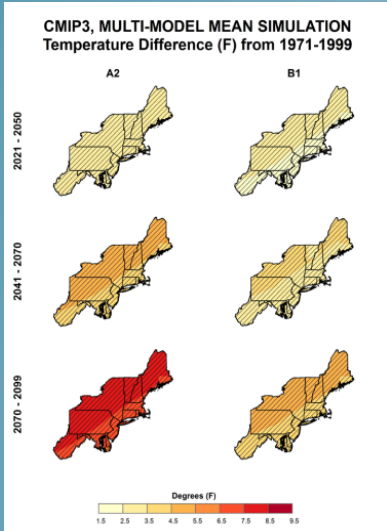 CMIP3, MULTI-MODEL MEAN SIMULATION
Temperature Difference (F) from 1971-1999
A2
B1
2021 - 2050
2041 - 2070
2070 - 2099
Degrees (F)
1.5 2.5 3.5 4.5 5.5 6.5 7.5 8.5 9.5